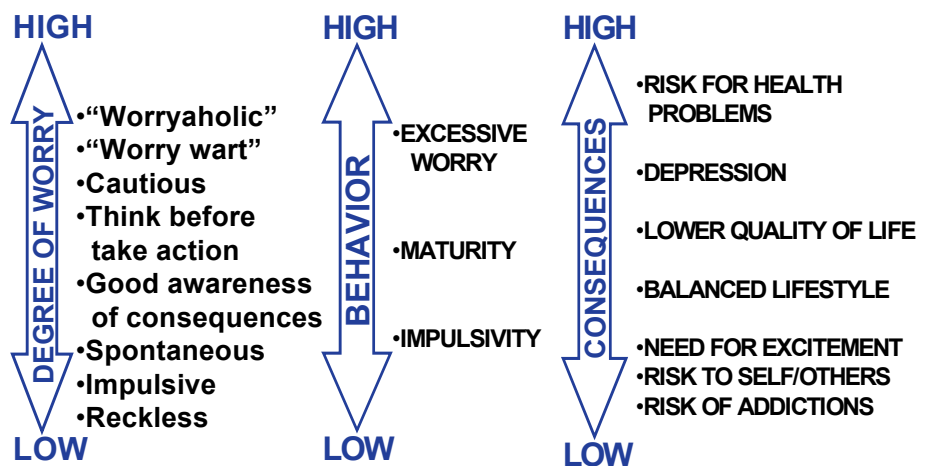 HIGH
DEGREE OF WORRY
•“Worryaholic”
•“Worry wart”
•Cautious
•Think before
take action
•Good awareness
of consequences
•Spontaneous
•Impulsive
•Reckless
LOW
HIGH
BEHAVIOR
•EXCESSIVE
WORRY
•MATURITY
•IMPULSIVITY
LOW
HIGH
CONSEQUENCES
•RISK FOR HEALTH
PROBLEMS
•DEPRESSION
•LOWER QUALITY OF LIFE
•BALANCED LIFESTYLE
•NEED FOR EXCITEMENT
•RISK TO SELF/OTHERS
•RISK OF ADDICTIONS
LOW